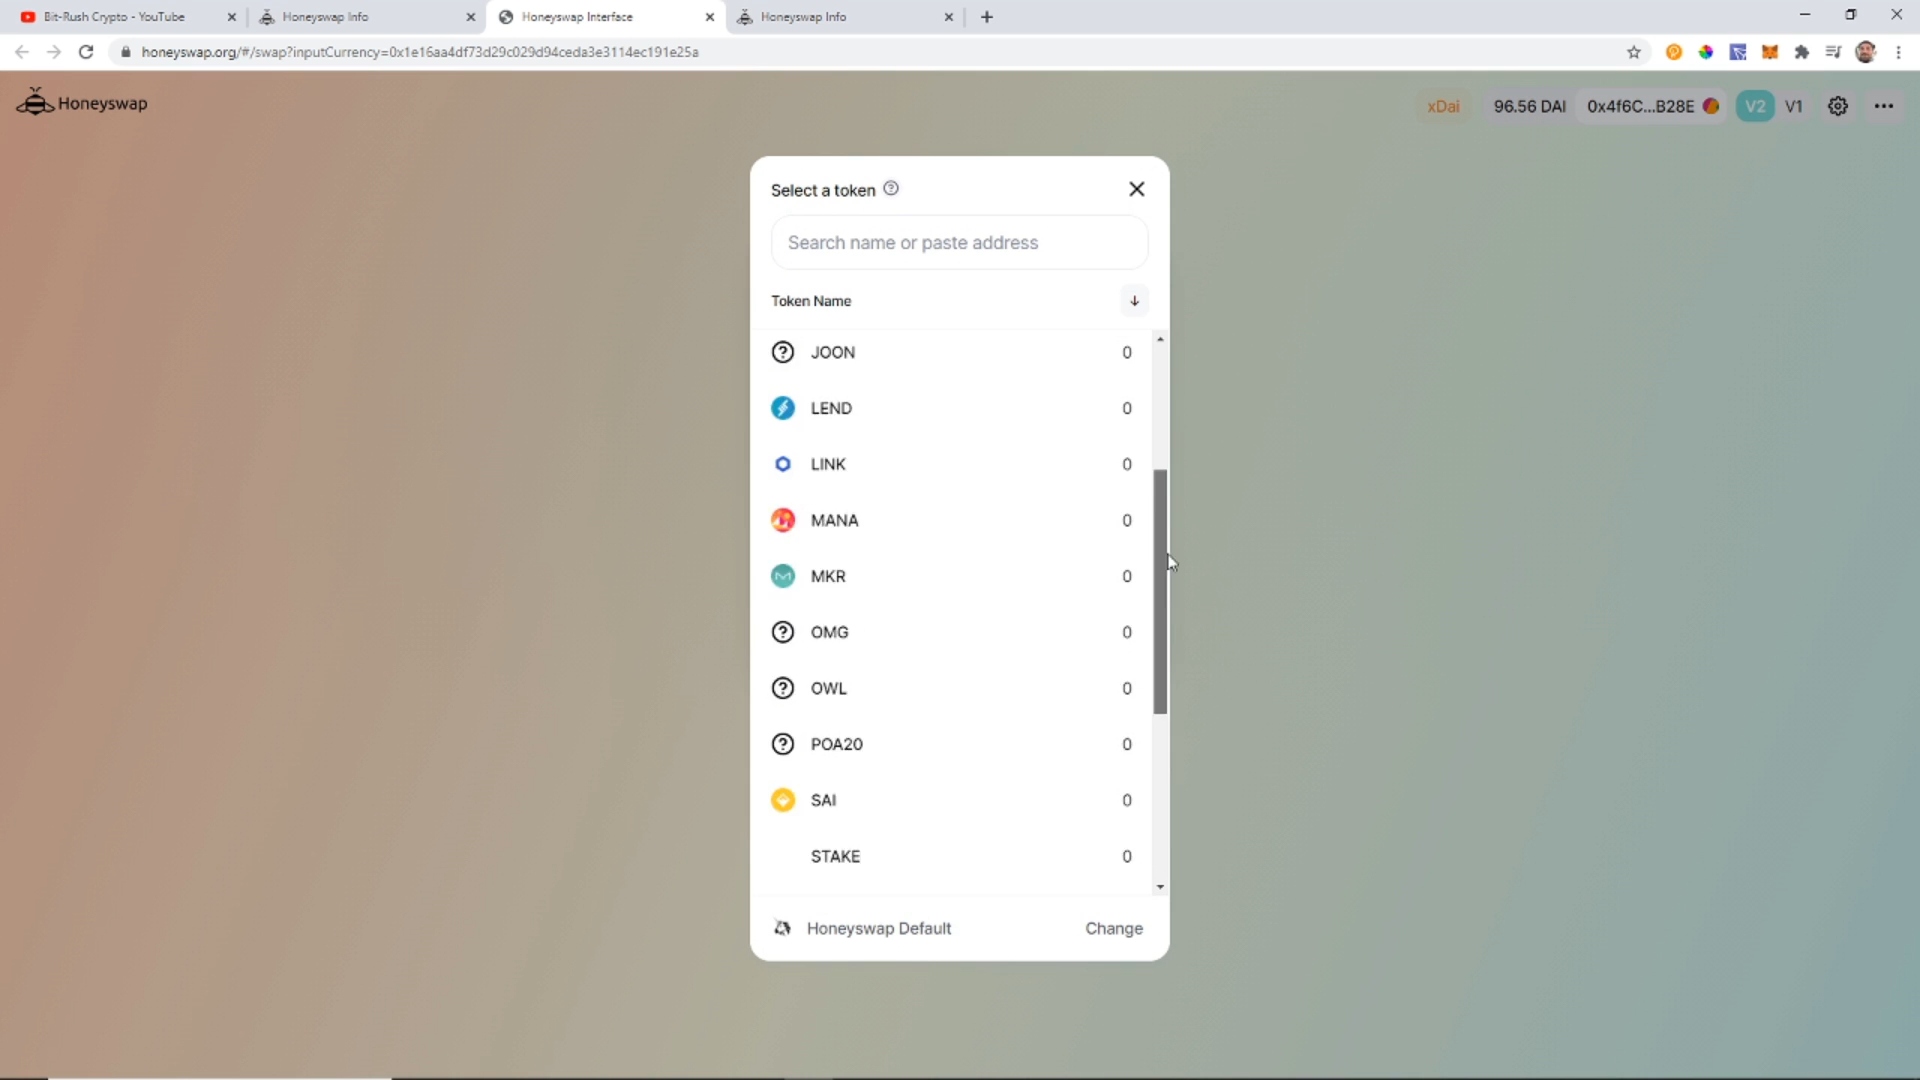 Bit-Rush Crypto - YouTube
Honeyswap Info
Honeyswap Interface
Honeyswap Info
honeyswap.org/#/swap?inputCurrency=0x1e16aa4df73d29c029d94ceda3e3114ec191e25a
Honeyswap
xDai
96.56 DAI
0x4f6C...B28E
V2
V1
Select a token
Search name or paste address
Token Name
JOON 0
LEND 0
LINK 0
MANA 0
MKR 0
OMG 0
OWL 0
POA20 0
SAI 0
STAKE 0
Honeyswap Default
Change